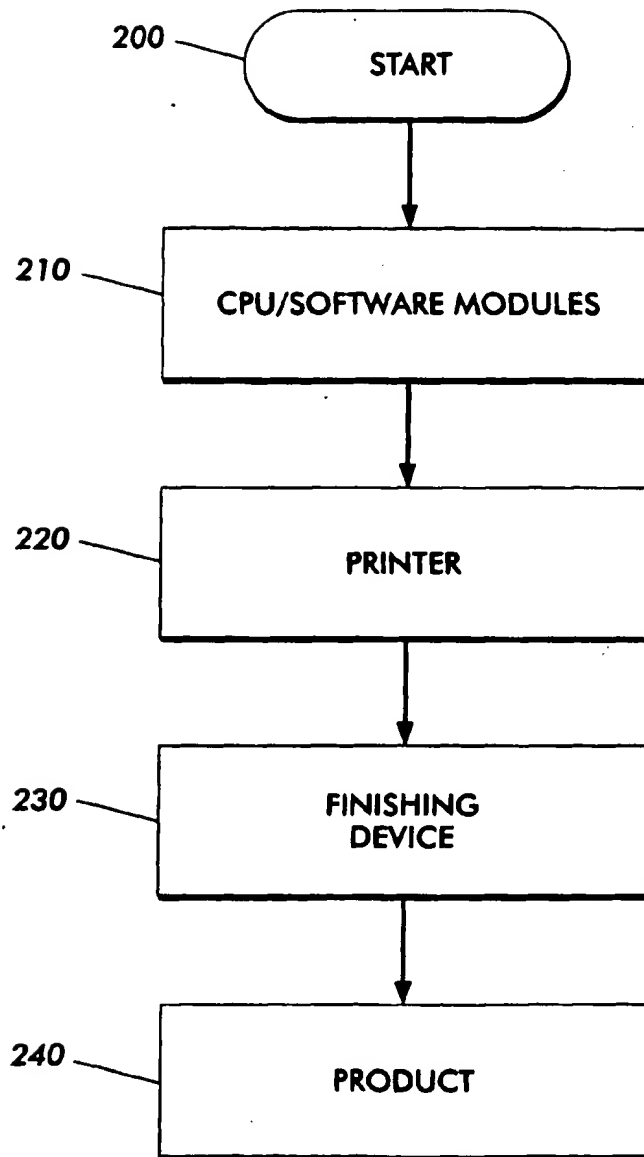 200
START
210
CPU/SOFTWARE MODULES
220
PRINTER
230
FINISHING
DEVICE
240
PRODUCT